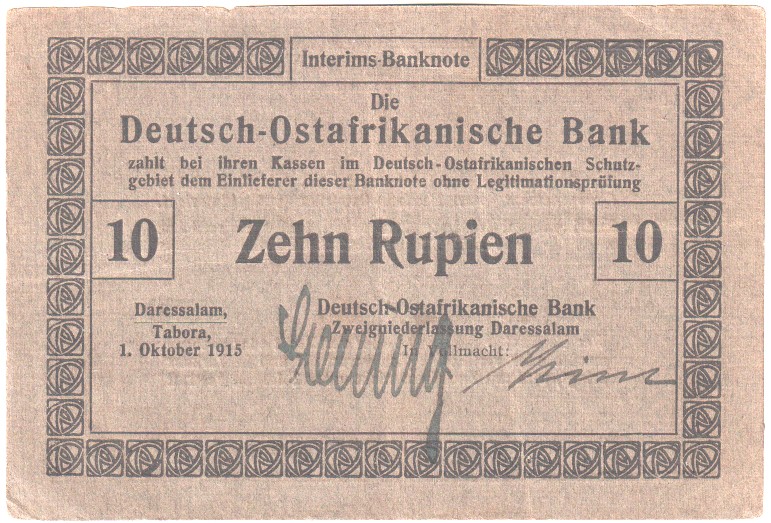 Interims-Banknote
Die
Deutsch-Ostafrikanische Bank
zahlt bei ihren Kassen im Deutsch-Ostafrikanischen Schutz-
gebiet dem Einlieferer dieser Banknote ohne Legitimationsprüfung
10 Zehn Rupien 10
Daressalam,
Tabora,
1. Oktober 1915
Deutsch-Ostafrikanische Bank
Zweigniederlassung Daressalam
In Vollmacht: